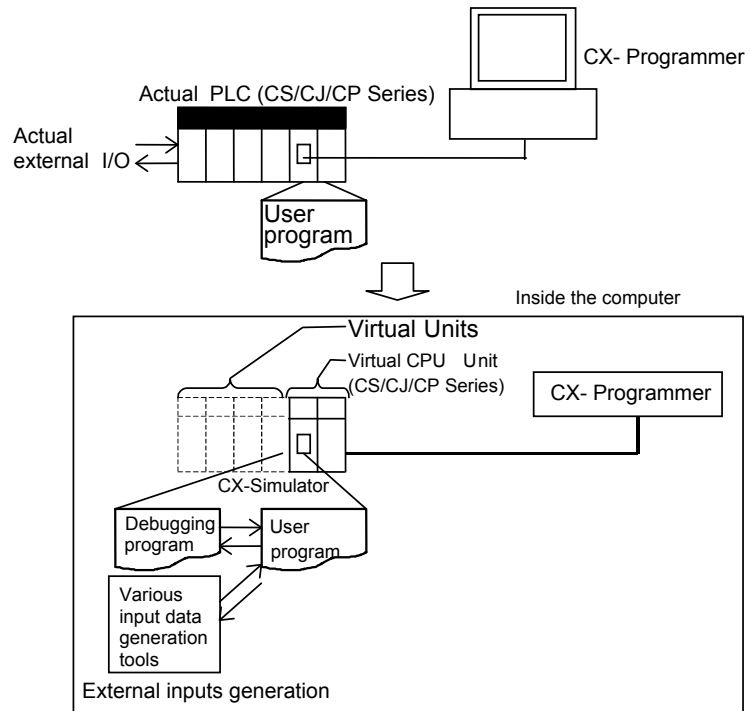 CX- Programmer
Actual PLC (CS/CJ/CP Series)
Actual
external I/O
User
program
Inside the computer
Virtual Units
Virtual CPU Unit
(CS/CJ/CP Series)
CX- Programmer
CX-Simulator
Debugging
program
User
program
Various
input data
generation
tools
External inputs generation